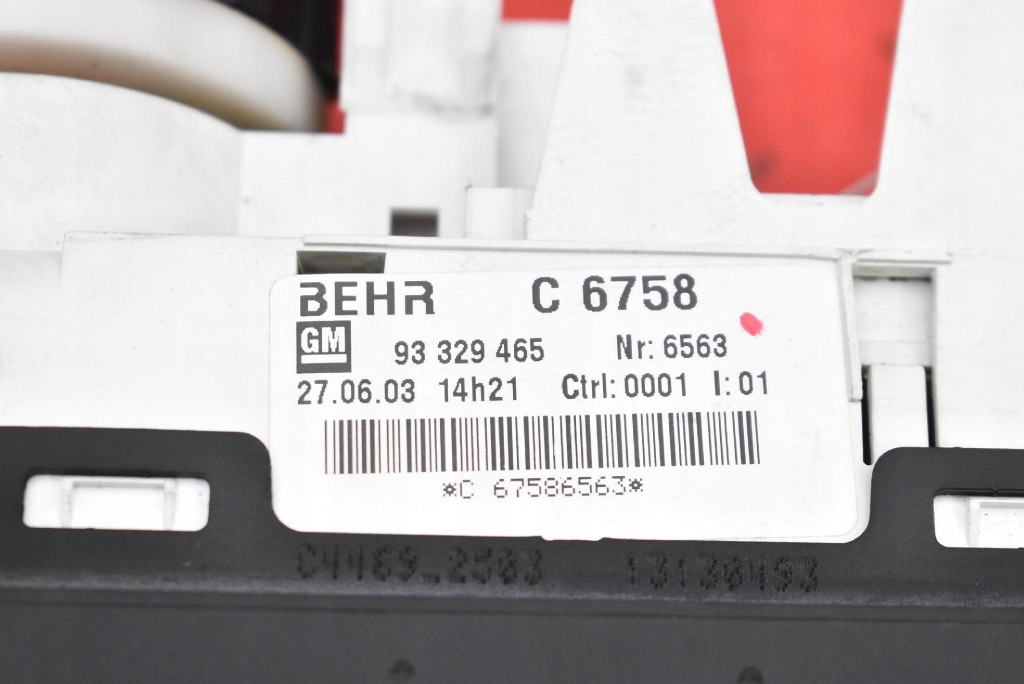 BEHR C 6758
GM 93 329 465 Nr: 6563
27.06.03 14h21 Ctrl: 0001 I: 01
*C 67586563*
C4469_2503 13130493